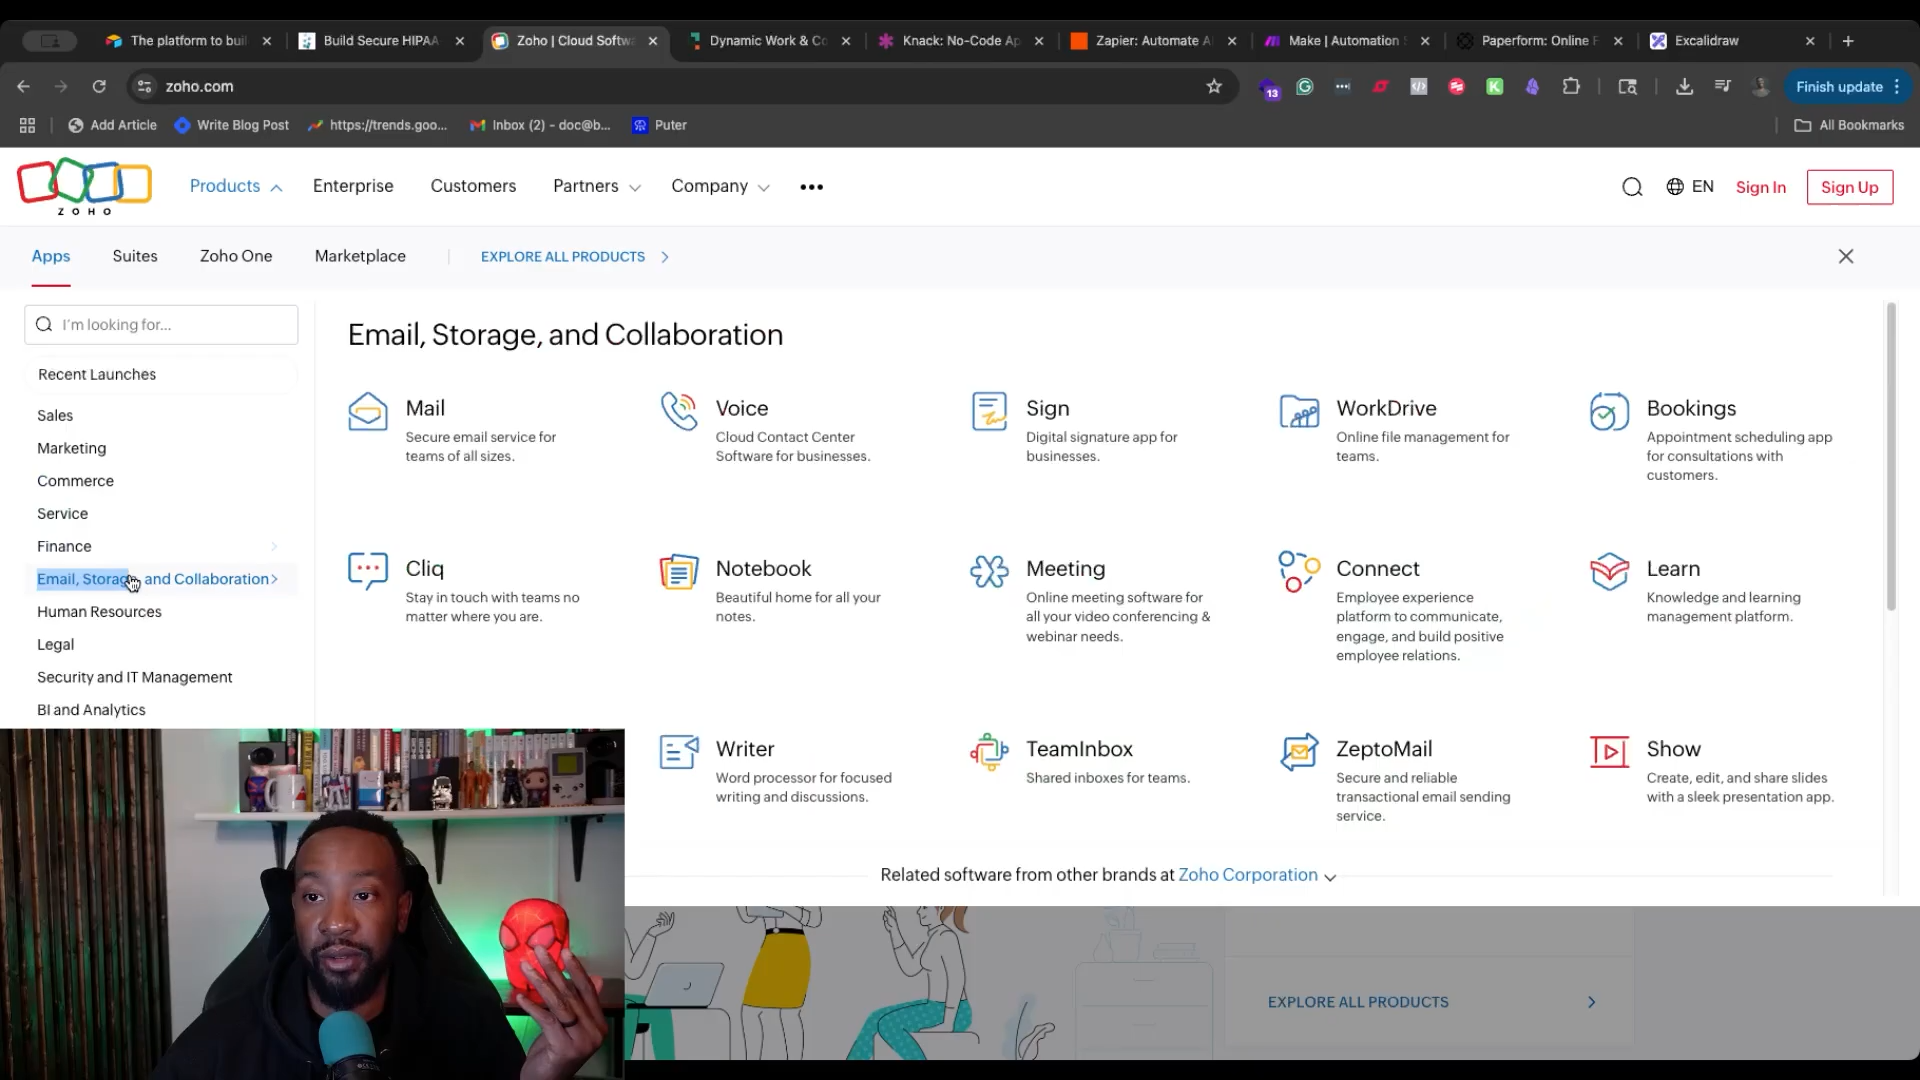 The platform to buil
Build Secure HIPAA
Zoho | Cloud Softw
Dynamic Work & Co
Knack: No-Code Ap
Zapier: Automate A
Make | Automation S
Paperform: Online F
Excalidraw
zoho.com
13
Finish update
Add Article
Write Blog Post
https://trends.goo...
Inbox (2) - doc@b...
Puter
All Bookmarks
ZOHO
Products
Enterprise
Customers
Partners
Company
EN
Sign In
Sign Up
Apps
Suites
Zoho One
Marketplace
EXPLORE ALL PRODUCTS
I'm looking for...
Recent Launches
Sales
Marketing
Commerce
Service
Finance
Email, Storage, and Collaboration
Human Resources
Legal
Security and IT Management
BI and Analytics
Email, Storage, and Collaboration
Mail
Secure email service for
teams of all sizes.
Voice
Cloud Contact Center
Software for businesses.
Sign
Digital signature app for
businesses.
WorkDrive
Online file management for
teams.
Bookings
Appointment scheduling app
for consultations with
customers.
Cliq
Stay in touch with teams no
matter where you are.
Notebook
Beautiful home for all your
notes.
Meeting
Online meeting software for
all your video conferencing &
webinar needs.
Connect
Employee experience
platform to communicate,
engage, and build positive
employee relations.
Learn
Knowledge and learning
management platform.
Writer
Word processor for focused
writing and discussions.
TeamInbox
Shared inboxes for teams.
ZeptoMail
Secure and reliable
transactional email sending
service.
Show
Create, edit, and share slides
with a sleek presentation app.
Related software from other brands at Zoho Corporation
EXPLORE ALL PRODUCTS